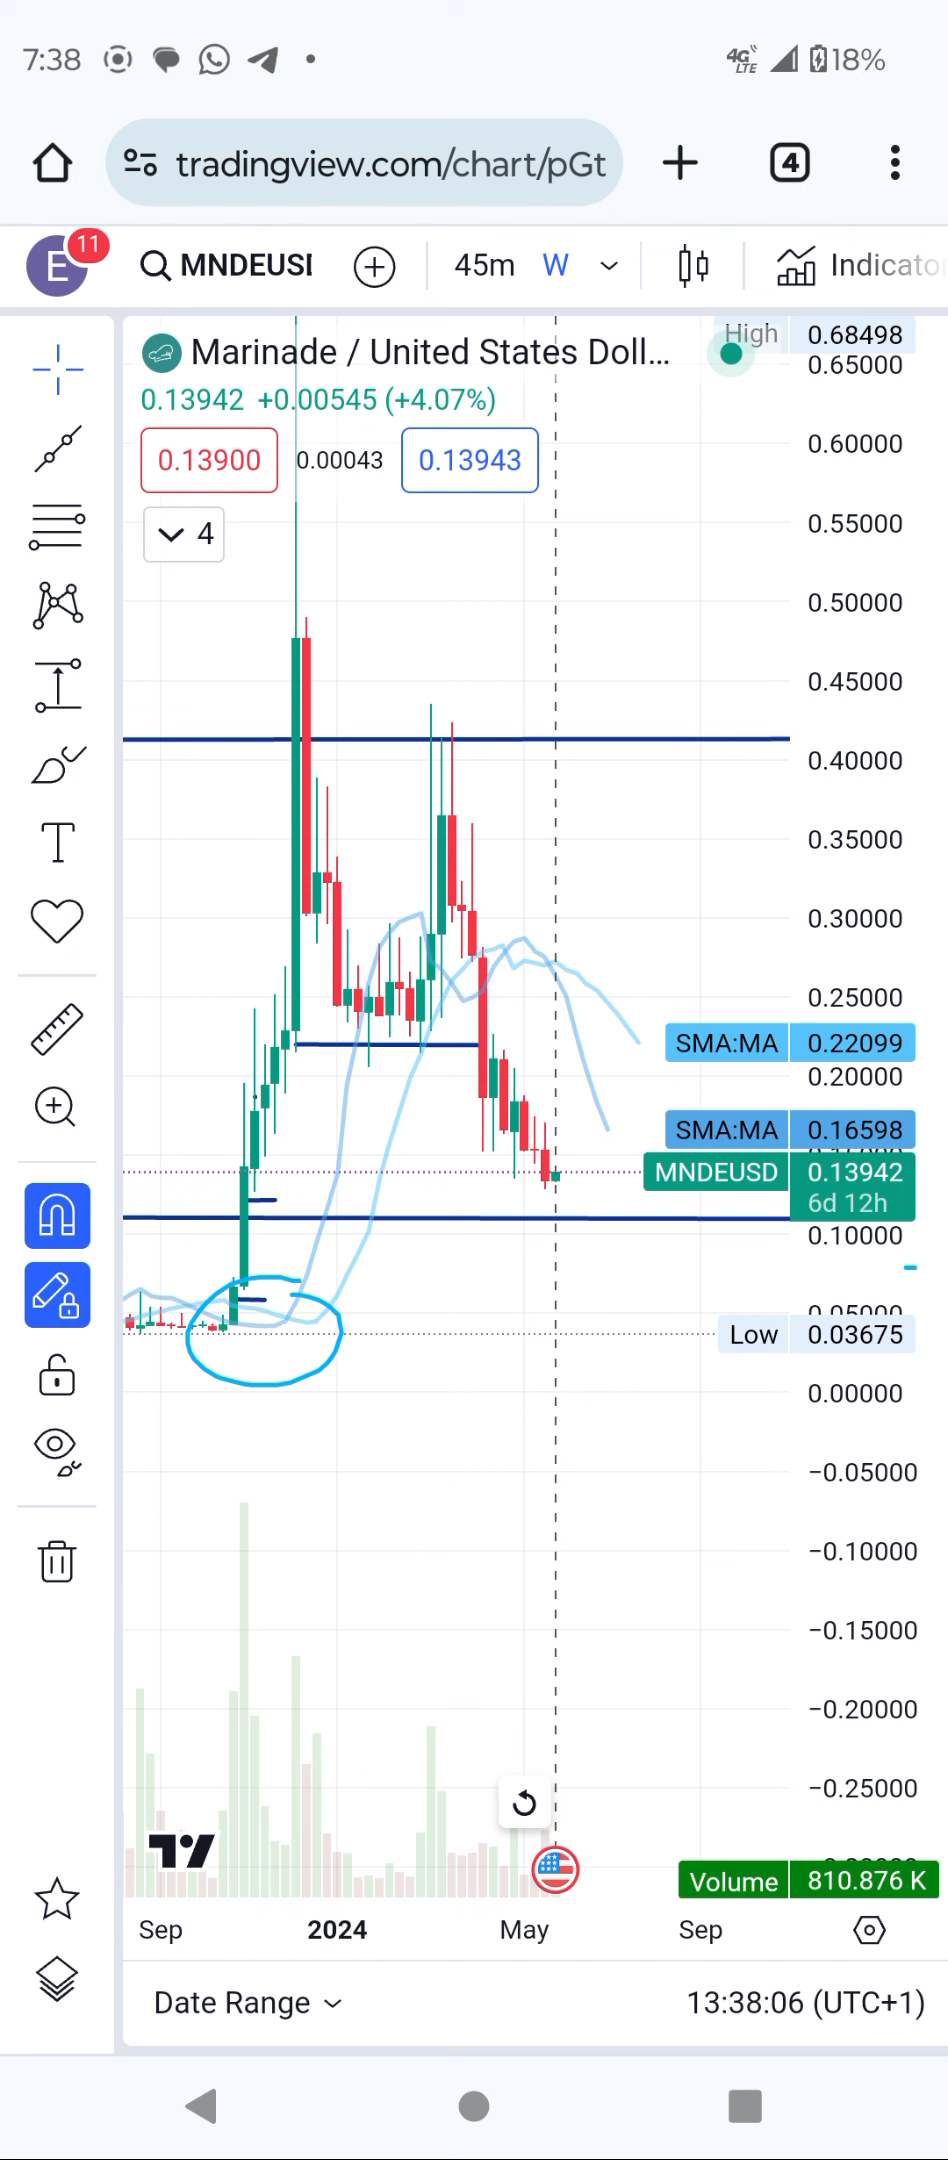 7:38 4G LTE 18%
tradingview.com/chart/pGt 4
E 11 MNDEUSI 45m W Indicato
Marinade / United States Doll... High 0.68498
0.65000
0.13942 +0.00545 (+4.07%)
0.60000
0.13900 0.00043 0.13943
4
0.55000
0.50000
0.45000
0.40000
0.35000
0.30000
0.25000
SMA:MA 0.22099
0.20000
SMA:MA 0.16598
MNDEUSD 0.13942
6d 12h
0.10000
0.05000
Low 0.03675
0.00000
−0.05000
−0.10000
−0.15000
−0.20000
−0.25000
Volume 810.876 K
Sep 2024 May Sep
Date Range 13:38:06 (UTC+1)